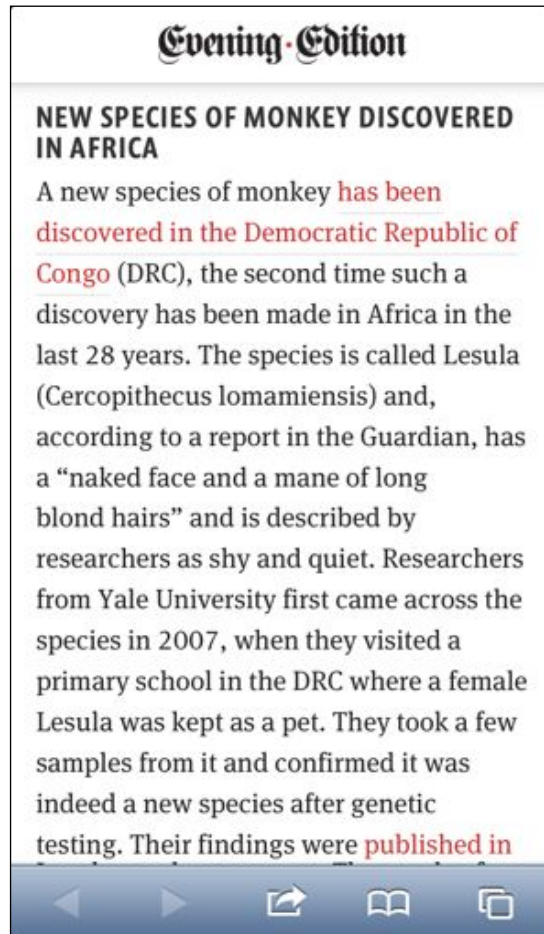 Evening · Edition
NEW SPECIES OF MONKEY DISCOVERED
IN AFRICA
A new species of monkey has been
discovered in the Democratic Republic of
Congo (DRC), the second time such a
discovery has been made in Africa in the
last 28 years. The species is called Lesula
(Cercopithecus lomamiensis) and,
according to a report in the Guardian, has
a “naked face and a mane of long
blond hairs” and is described by
researchers as shy and quiet. Researchers
from Yale University first came across the
species in 2007, when they visited a
primary school in the DRC where a female
Lesula was kept as a pet. They took a few
samples from it and confirmed it was
indeed a new species after genetic
testing. Their findings were published in